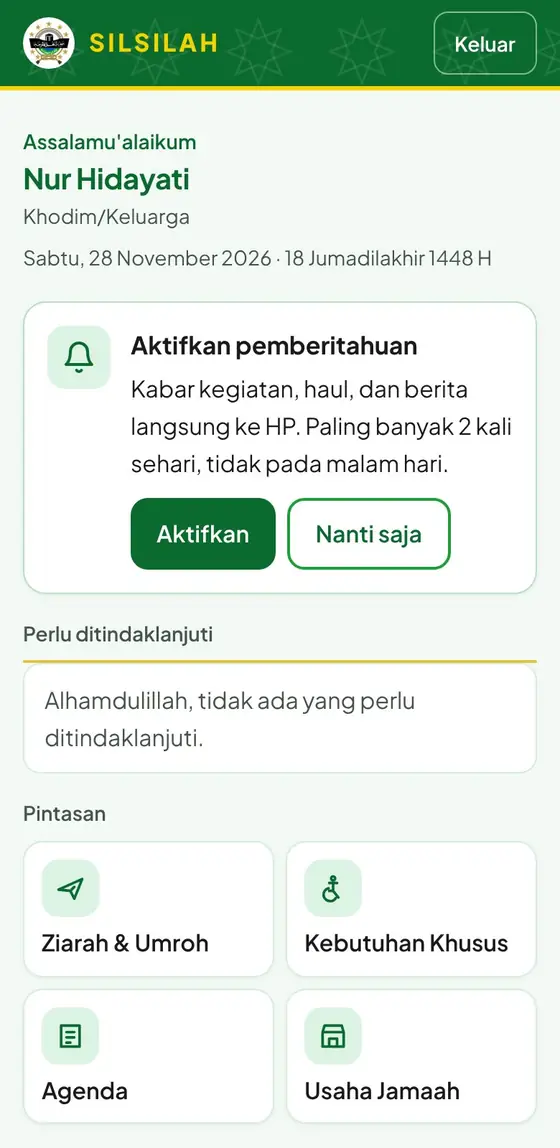 SILSILAH
Keluar
Assalamu'alaikum
Nur Hidayati
Khodim/Keluarga
Sabtu, 28 November 2026 · 18 Jumadilakhir 1448 H
Aktifkan pemberitahuan
Kabar kegiatan, haul, dan berita
langsung ke HP. Paling banyak 2 kali
sehari, tidak pada malam hari.
Aktifkan
Nanti saja
Perlu ditindaklanjuti
Alhamdulillah, tidak ada yang perlu
ditindaklanjuti.
Pintasan
Ziarah & Umroh
Kebutuhan Khusus
Agenda
Usaha Jamaah